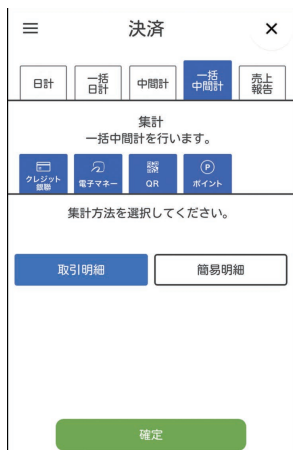 決済
日計
一括
日計
中間計
一括
中間計
売上
報告
集計
一括中間計を行います。
クレジット
銀聯
電子マネー
QR
P
ポイント
集計方法を選択してください。
取引明細
簡易明細
確定